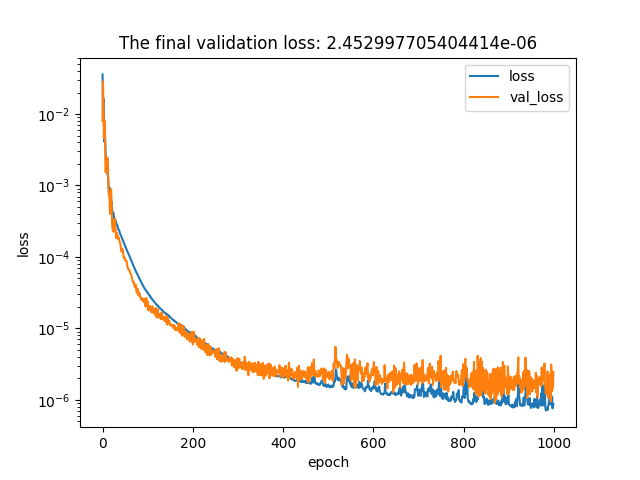 The final validation loss: 2.452997705404414e-06
loss
val_loss
10⁻²
10⁻³
10⁻⁴
10⁻⁵
10⁻⁶
loss
0 200 400 600 800 1000
epoch